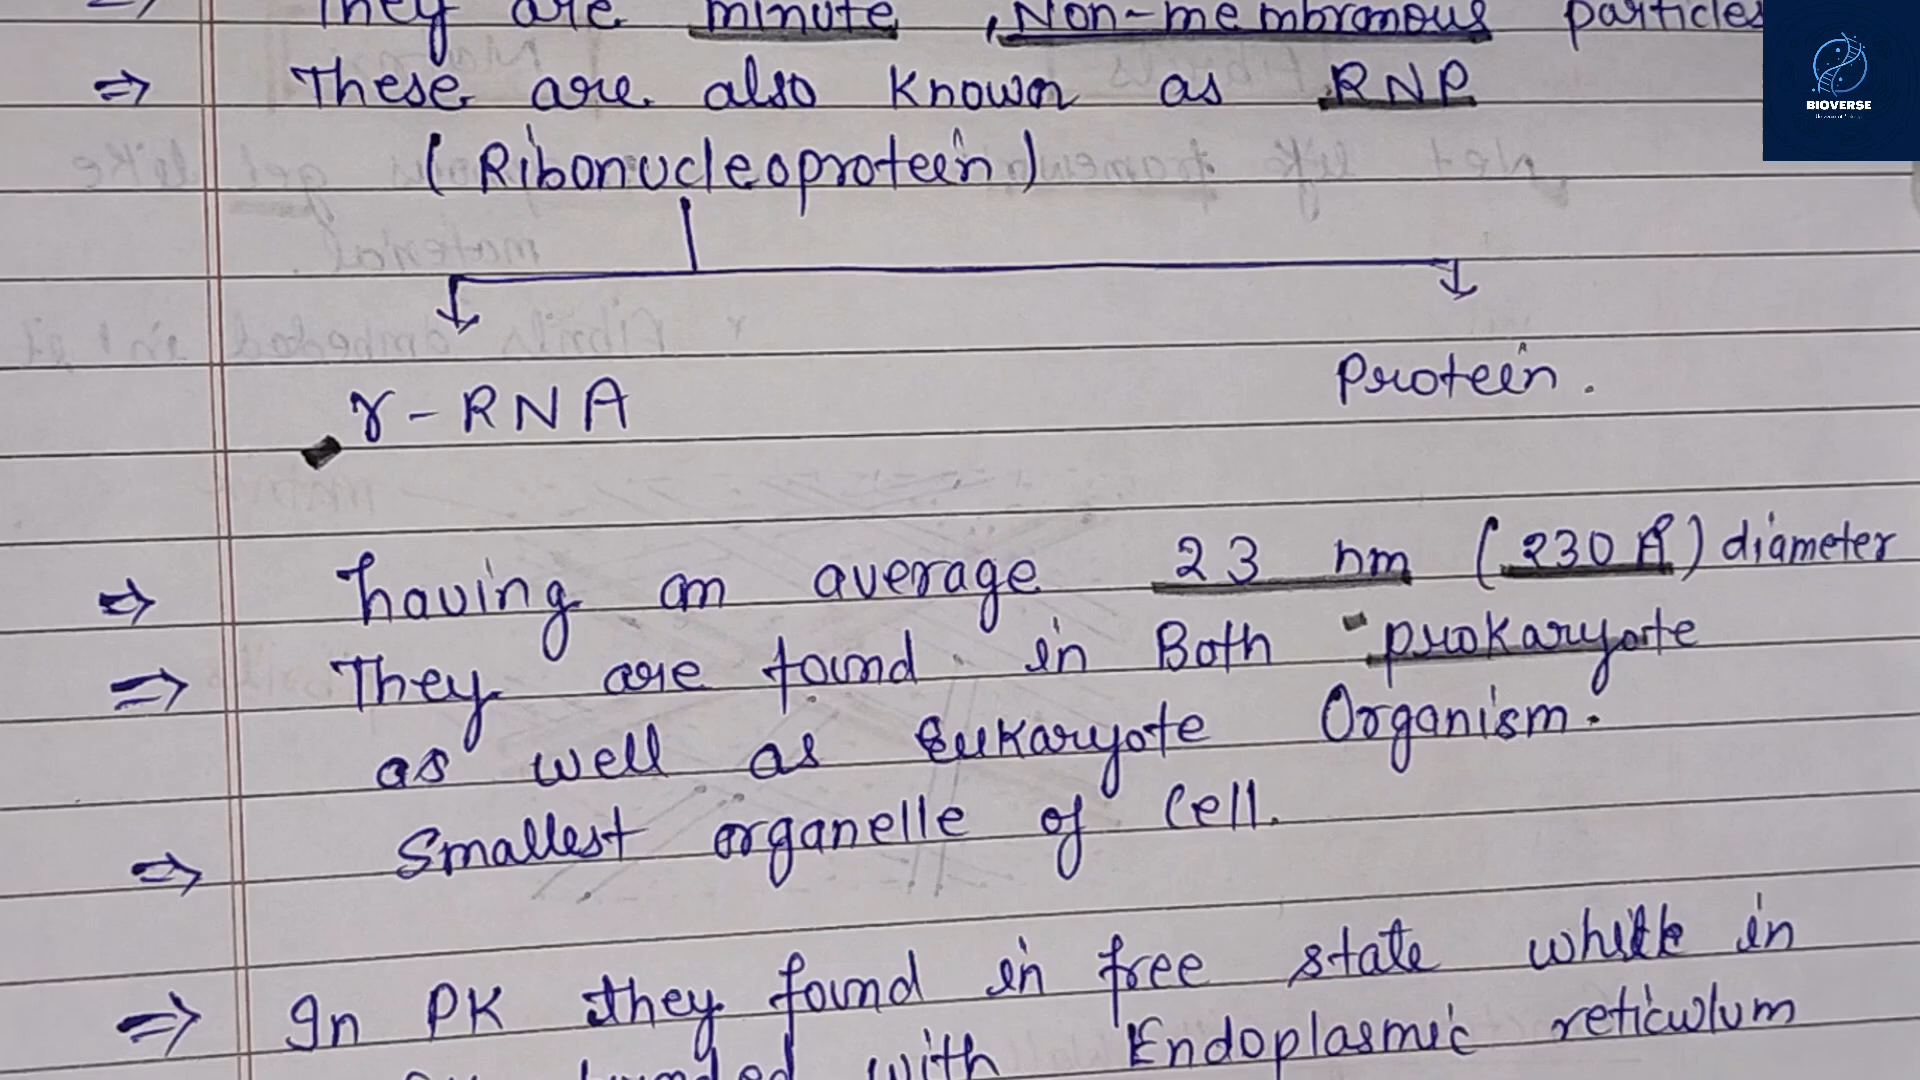 They are minute , Non-membranous particles
⇒ These are also known as RNP
(Ribonucleoprotein)
r-RNA
Protein.
⇒ having an average 23 nm (230 Å) diameter
⇒ They are found in Both prokaryote
as well as Eukaryote Organism.
⇒ Smallest organelle of Cell.
⇒ In PK they found in free state while in
bounded with Endoplasmic reticulum
BIOVERSE